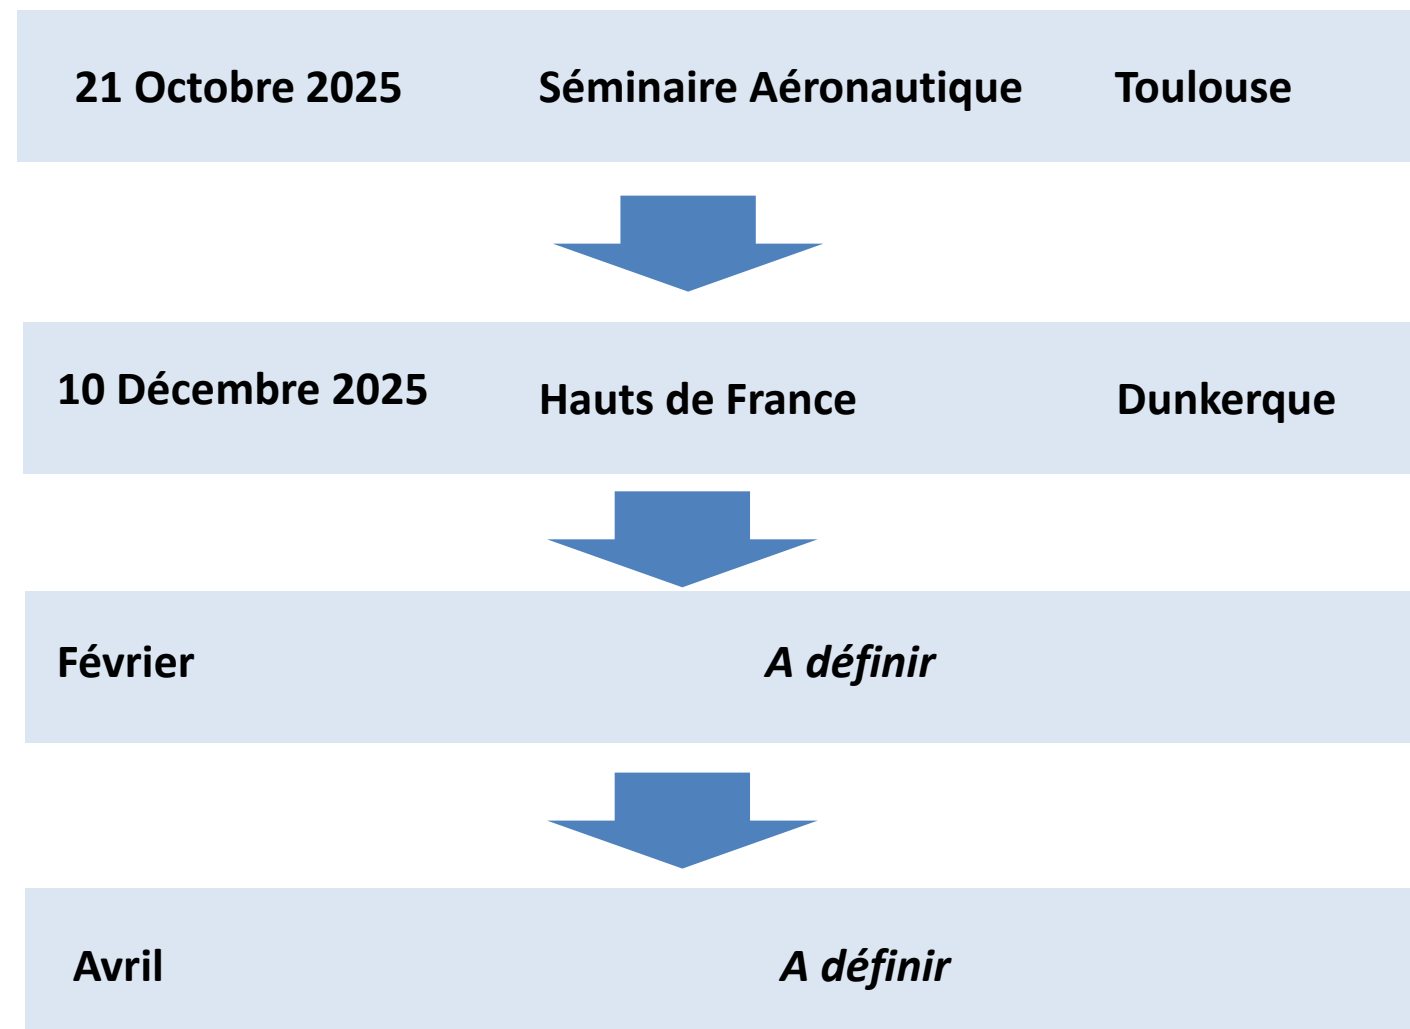 21 Octobre 2025 Séminaire Aéronautique Toulouse
10 Décembre 2025 Hauts de France Dunkerque
Février A définir
Avril A définir